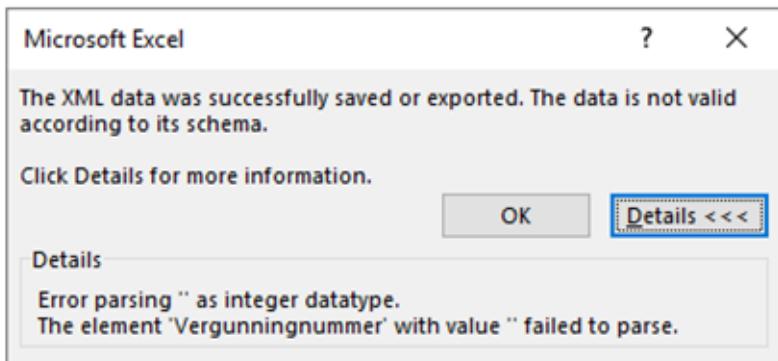 Microsoft Excel
?
The XML data was successfully saved or exported. The data is not valid
according to its schema.
Click Details for more information.
OK
Details <<<
Details
Error parsing '' as integer datatype.
The element 'Vergunningnummer' with value '' failed to parse.